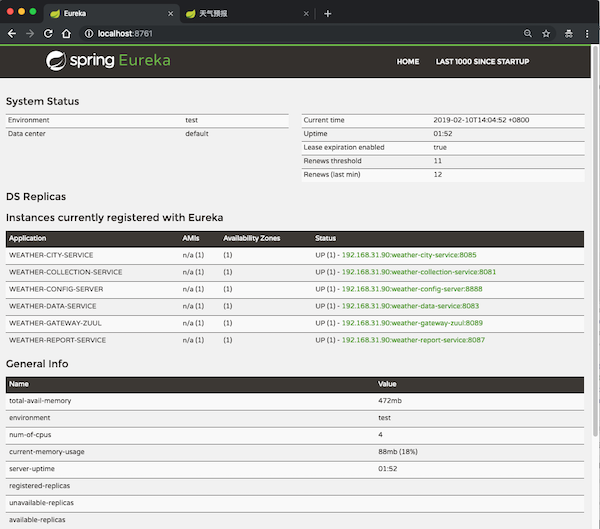 Eureka
天气预报
localhost:8761
spring Eureka
HOME LAST 1000 SINCE STARTUP
System Status
Environment test
Data center default
Current time 2019-02-10T14:04:52 +0800
Uptime 01:52
Lease expiration enabled true
Renews threshold 11
Renews (last min) 12
DS Replicas
Instances currently registered with Eureka
Application AMIs Availability Zones Status
WEATHER-CITY-SERVICE n/a (1) (1) UP (1) - 192.168.31.90:weather-city-service:8085
WEATHER-COLLECTION-SERVICE n/a (1) (1) UP (1) - 192.168.31.90:weather-collection-service:8081
WEATHER-CONFIG-SERVER n/a (1) (1) UP (1) - 192.168.31.90:weather-config-server:8888
WEATHER-DATA-SERVICE n/a (1) (1) UP (1) - 192.168.31.90:weather-data-service:8083
WEATHER-GATEWAY-ZUUL n/a (1) (1) UP (1) - 192.168.31.90:weather-gateway-zuul:8089
WEATHER-REPORT-SERVICE n/a (1) (1) UP (1) - 192.168.31.90:weather-report-service:8087
General Info
Name Value
total-avail-memory 472mb
environment test
num-of-cpus 4
current-memory-usage 88mb (18%)
server-uptime 01:52
registered-replicas
unavailable-replicas
available-replicas